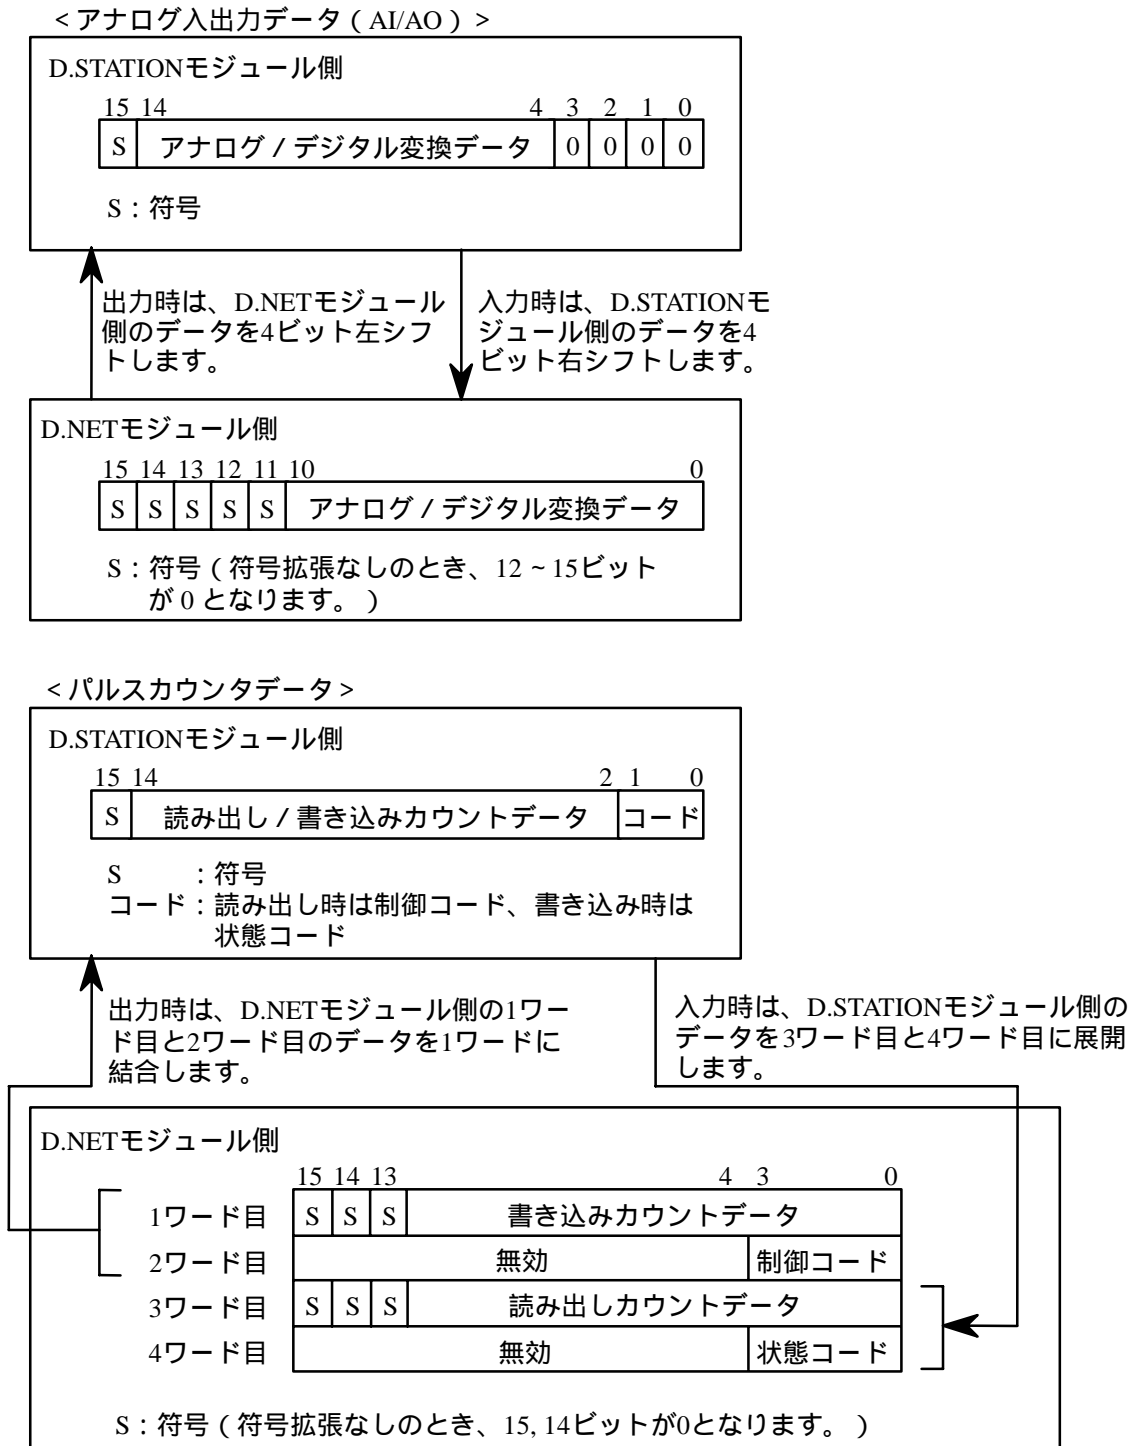 ＜アナログ入出力データ（AI/AO）＞
D.STATIONモジュール側
15 14 4 3 2 1 0
S アナログ／デジタル変換データ 0 0 0 0
S：符号
出力時は、D.NETモジュール
側のデータを4ビット左シフ
トします。
入力時は、D.STATIONモ
ジュール側のデータを4
ビット右シフトします。
D.NETモジュール側
15 14 13 12 11 10 0
S S S S S アナログ／デジタル変換データ
S：符号（符号拡張なしのとき、12～15ビット
が 0 となります。）
＜パルスカウンタデータ＞
D.STATIONモジュール側
15 14 2 1 0
S 読み出し／書き込みカウントデータ コード
S ：符号
コード：読み出し時は制御コード、書き込み時は
状態コード
出力時は、D.NETモジュール側の1ワー
ド目と2ワード目のデータを1ワードに
結合します。
入力時は、D.STATIONモジュール側の
データを3ワード目と4ワード目に展開
します。
D.NETモジュール側
15 14 13 4 3 0
1ワード目 S S S 書き込みカウントデータ
2ワード目 無効 制御コード
3ワード目 S S S 読み出しカウントデータ
4ワード目 無効 状態コード
S：符号（符号拡張なしのとき、15, 14ビットが0となります。）